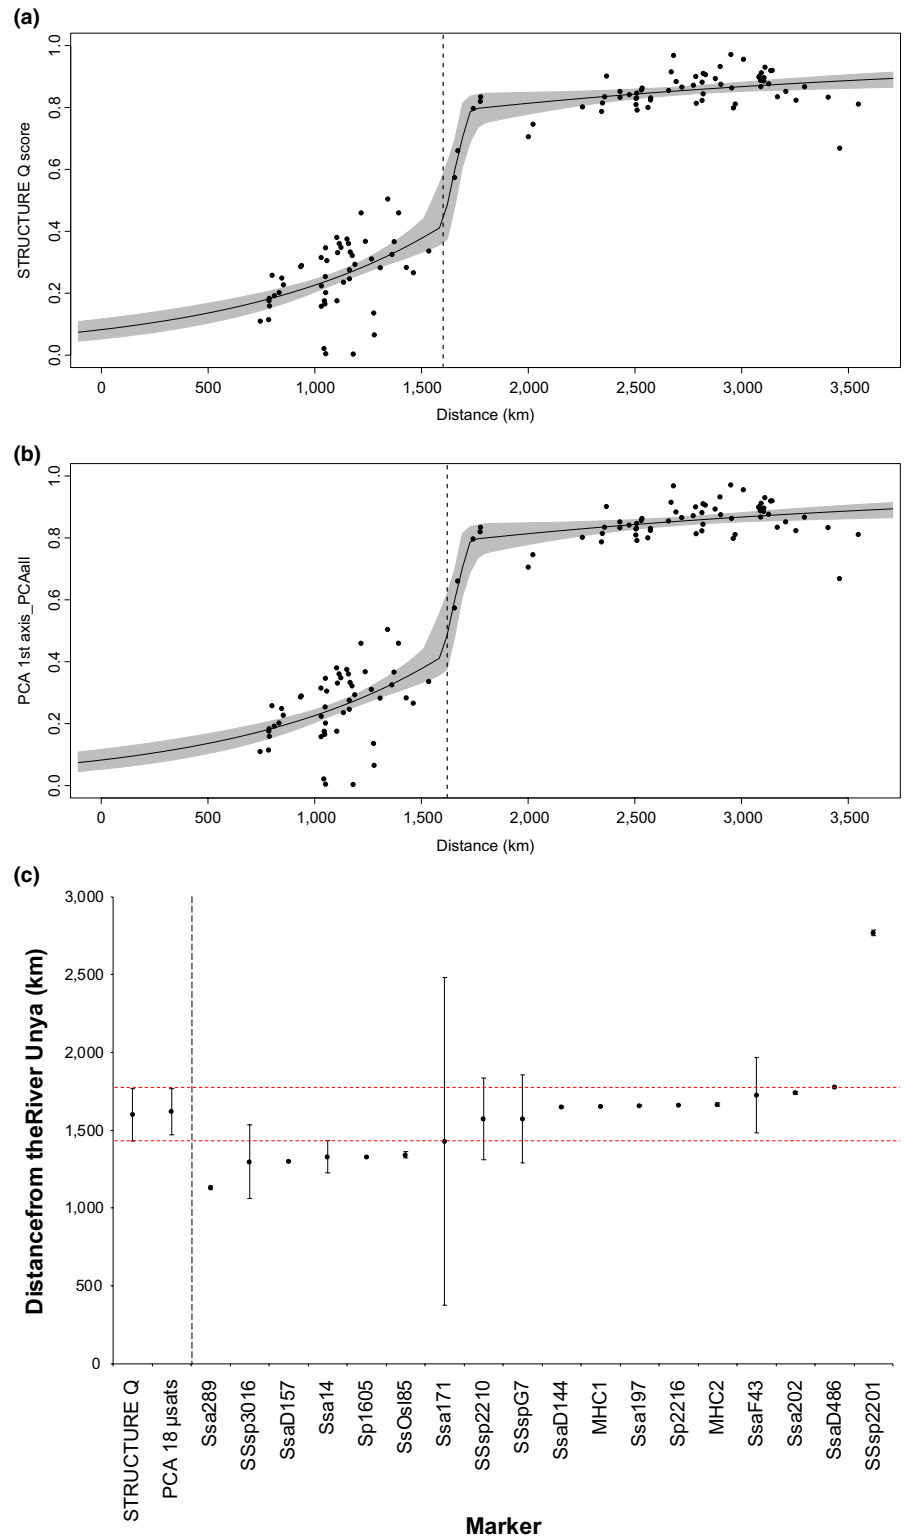 (a)
STRUCTURE Q score
1.0
0.8
0.6
0.4
0.2
0.0
0
500
1,000
1,500
2,000
2,500
3,000
3,500
Distance (km)
(b)
PCA 1st axis_PCAall
1.0
0.8
0.6
0.4
0.2
0.0
0
500
1,000
1,500
2,000
2,500
3,000
3,500
Distance (km)
(c)
Distancefrom theRiver Unya (km)
3,000
2,500
2,000
1,500
1,000
500
0
STRUCTURE Q
PCA 18 µsats
Ssa289
SSsp3016
SsaD157
Ssa14
Sp1605
SsOsl85
Ssa171
SSsp2210
SSspG7
SsaD144
MHC1
Ssa197
Sp2216
MHC2
SsaF43
Ssa202
SsaD486
SSsp2201
Marker